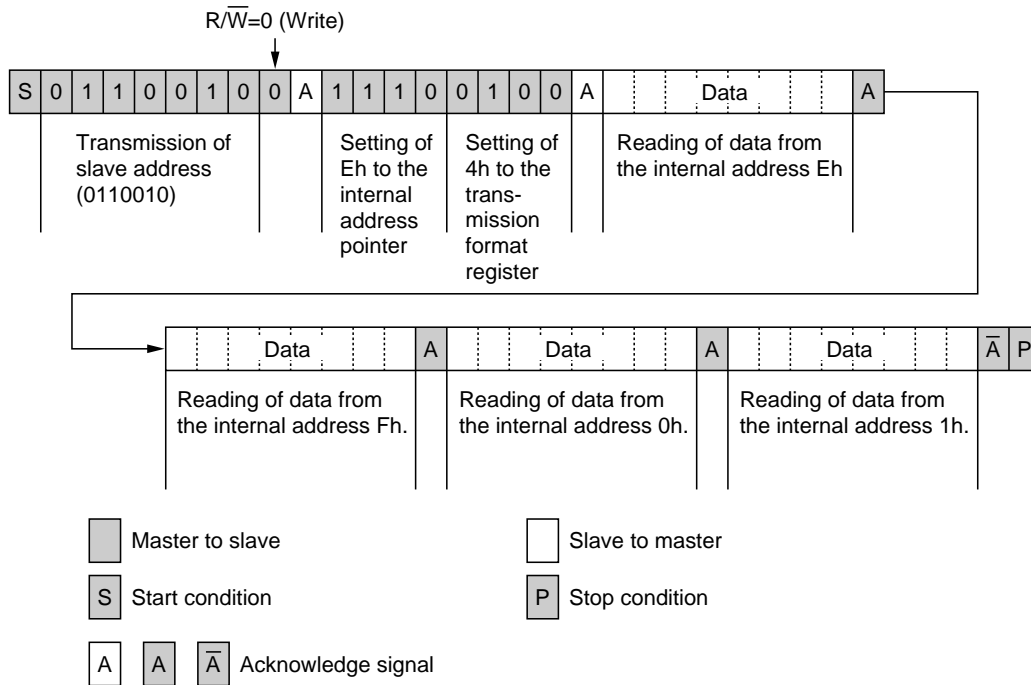 R/W̅=0 (Write)
S 0 1 1 0 0 1 0 0 A 1 1 1 0 0 1 0 0 A Data A
Transmission of
slave address
(0110010)
Setting of
Eh to the
internal
address
pointer
Setting of
4h to the
trans-
mission
format
register
Reading of data from
the internal address Eh
Data A Data A Data A̅ P
Reading of data from
the internal address Fh.
Reading of data from
the internal address 0h.
Reading of data from
the internal address 1h.
Master to slave
Slave to master
S Start condition
P Stop condition
A A A̅ Acknowledge signal